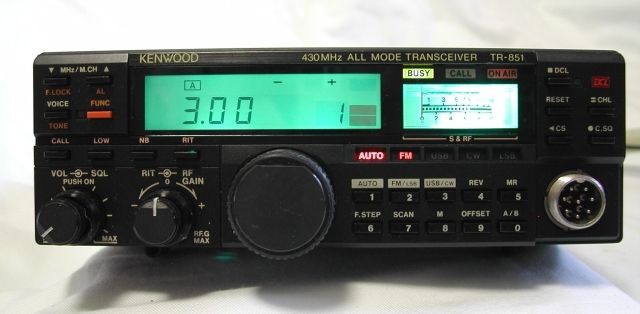 KENWOOD 430MHz ALL MODE TRANSCEIVER TR-851
▼ MHz/M.CH ▲
F.LOCK AL
VOICE FUNC
TONE
A
3.00 1
BUSY CALL ON AIR
S & RF
DCL DCL
RESET CHL
CS C.SQ
CALL LOW NB RIT
AUTO FM USB CW LSB
VOL SQL
PUSH ON
MAX
RIT RF
0 GAIN
RF.G
MAX
AUTO FM/LSB USB/CW REV MR
1 2 3 4 5
F.STEP SCAN M OFFSET A/B
6 7 8 9 0